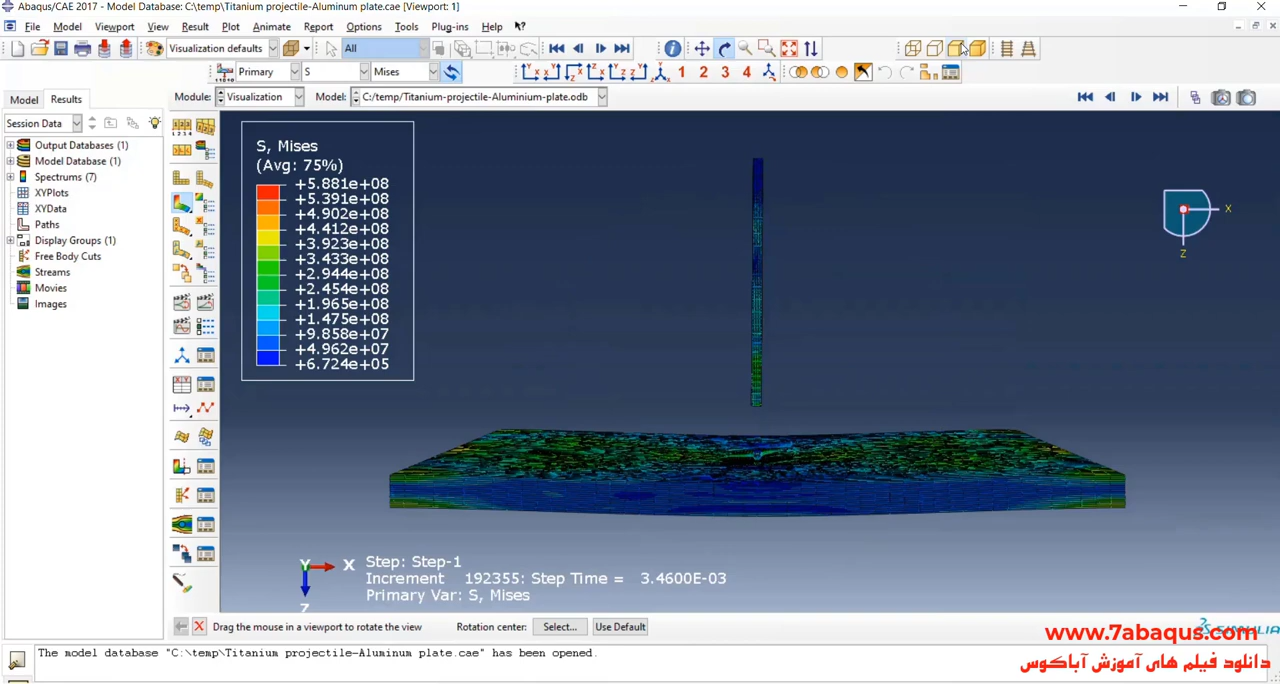 Abaqus/CAE 2017 - Model Database: C:\temp\Titanium projectile-Aluminum plate.cae [Viewport: 1]
File Model Viewport View Result Plot Animate Report Options Tools Plug-ins Help
Visualization defaults All
Primary S Mises 1 2 3 4
Model Results Module: Visualization Model: C:/temp/Titanium-projectile-Aluminium-plate.odb
Session Data
Output Databases (1)
Model Database (1)
Spectrums (7)
XYPlots
XYData
Paths
Display Groups (1)
Free Body Cuts
Streams
Movies
Images
S, Mises
(Avg: 75%)
+5.881e+08
+5.391e+08
+4.902e+08
+4.412e+08
+3.923e+08
+3.433e+08
+2.944e+08
+2.454e+08
+1.965e+08
+1.475e+08
+9.858e+07
+4.962e+07
+6.724e+05
X
Z
Y X
Z
Step: Step-1
Increment 192355: Step Time = 3.4600E-03
Primary Var: S, Mises
Drag the mouse in a viewport to rotate the view Rotation center: Select... Use Default
SIMULIA
www.7abaqus.com
دانلود فیلم های آموزش آباکوس
The model database "C:\temp\Titanium projectile-Aluminum plate.cae" has been opened.